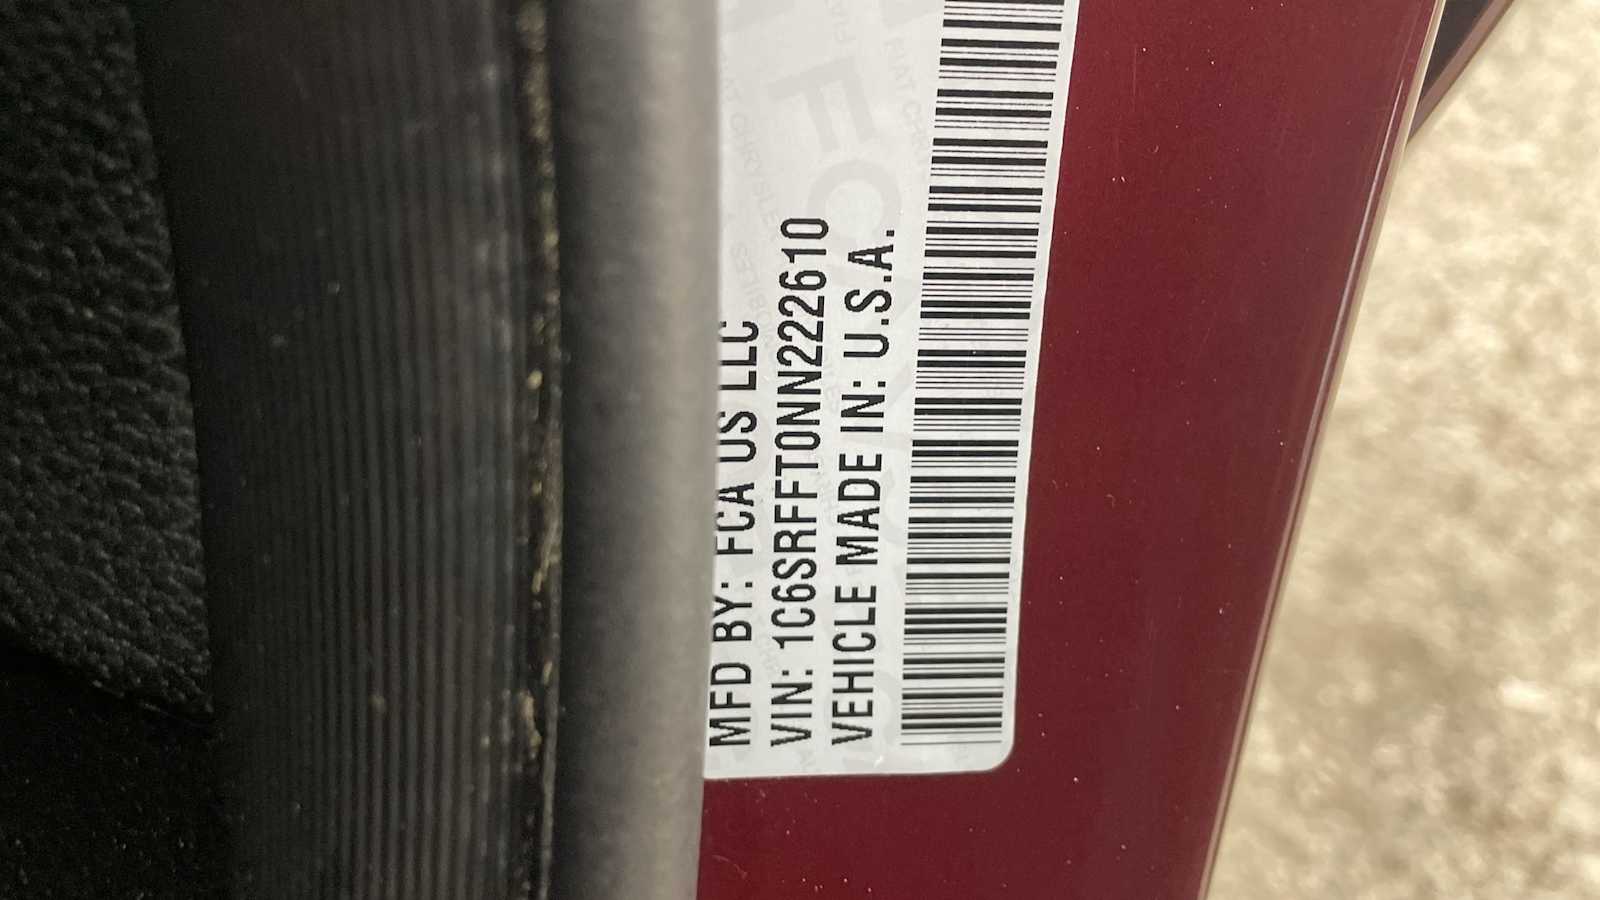 MFD BY: FCA US LLC
VIN: 1C6SRFFT0NN222610
VEHICLE MADE IN: U.S.A.